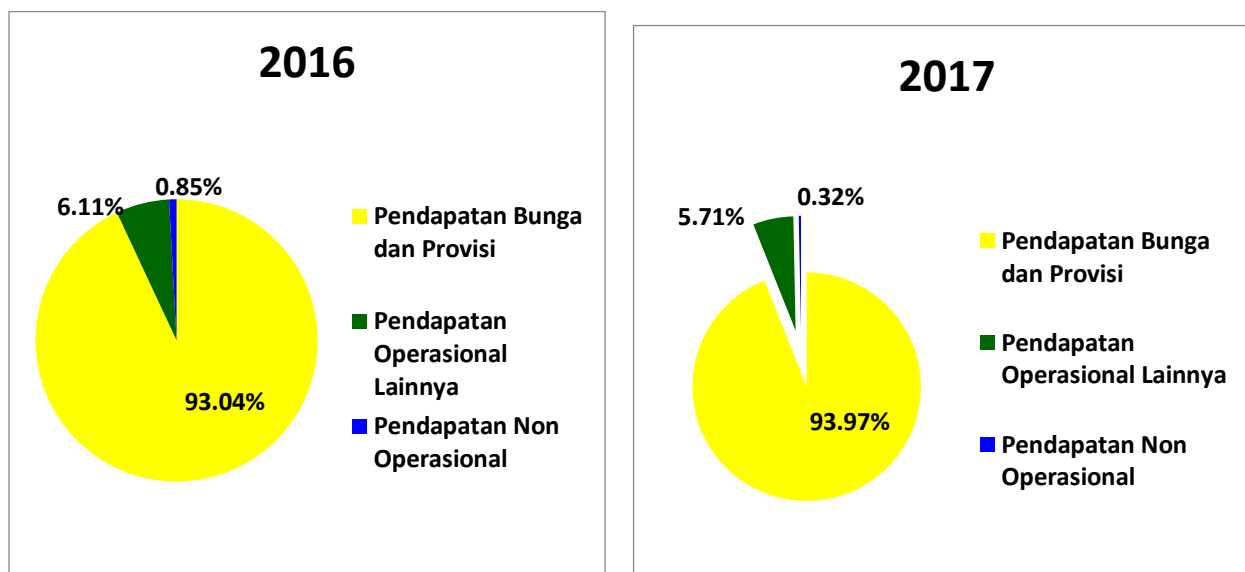 2016
0.85%
6.11%
93.04%
Pendapatan Bunga
dan Provisi
Pendapatan
Operasional
Lainnya
Pendapatan Non
Operasional
2017
0.32%
5.71%
93.97%
Pendapatan Bunga
dan Provisi
Pendapatan
Operasional Lainnya
Pendapatan Non
Operasional